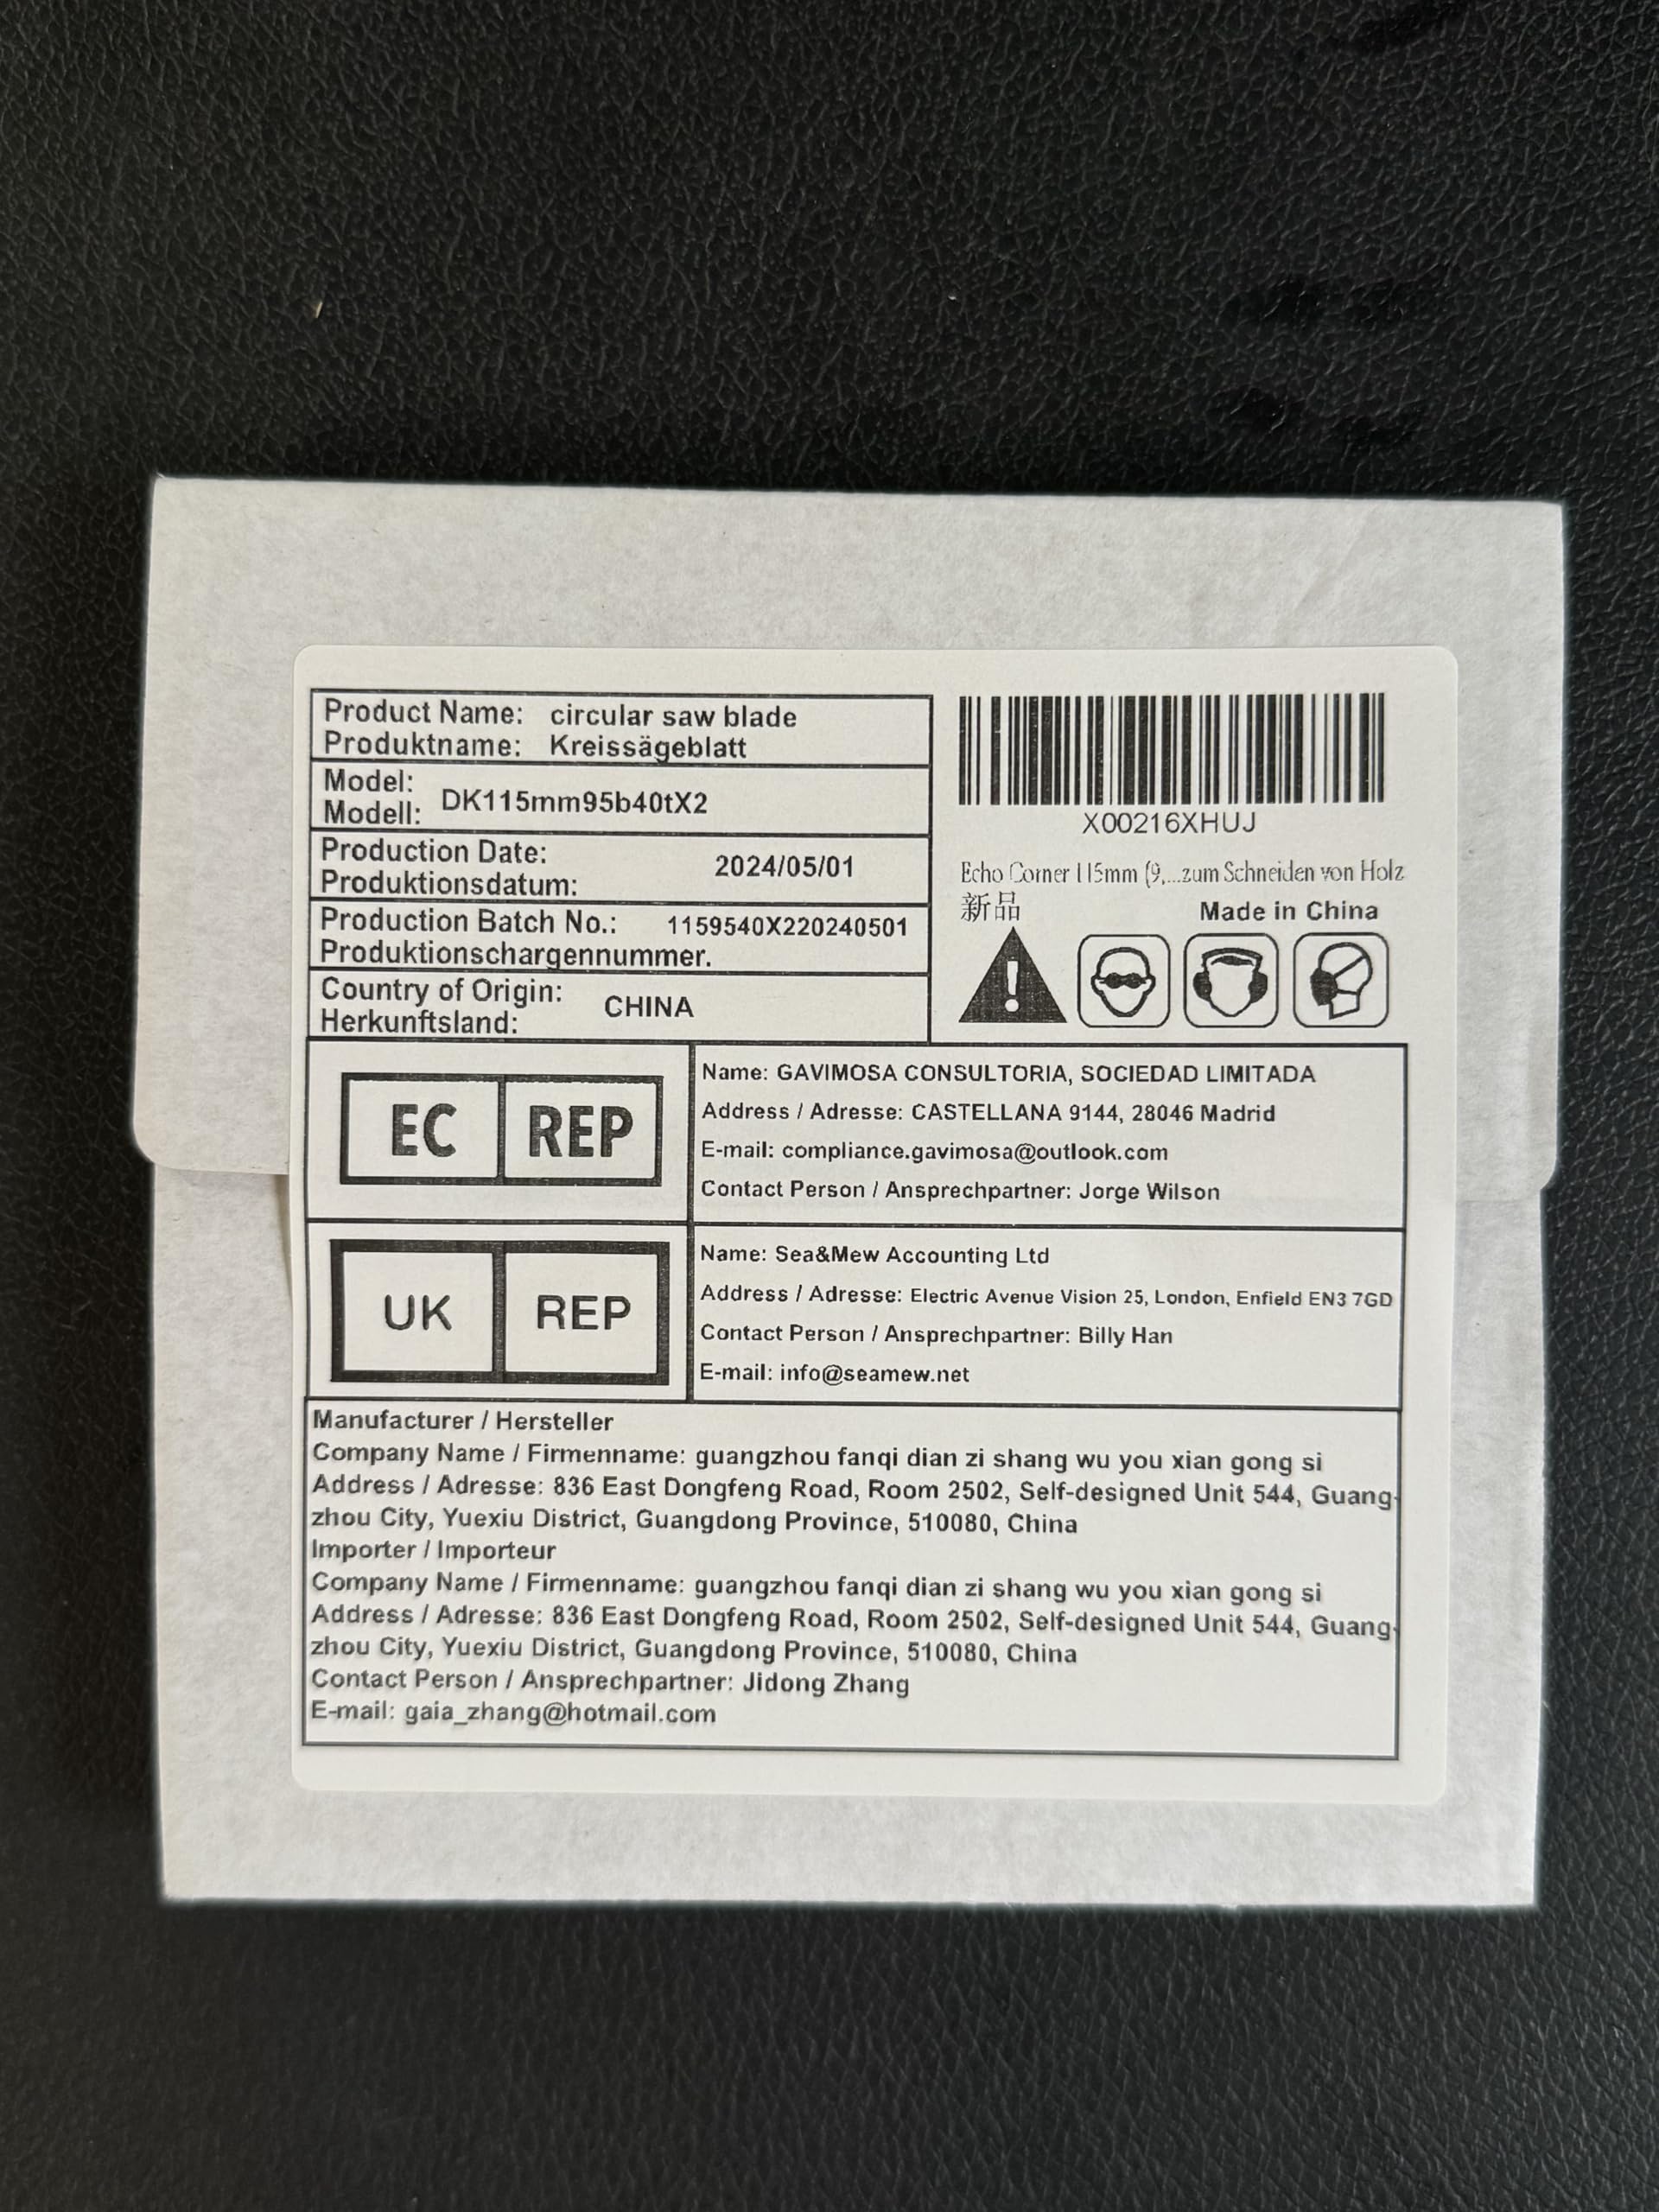 Product Name: circular saw blade
Produktname: Kreissägeblatt
Model:
Modell: DK115mm95b40tX2
Production Date: 2024/05/01
Produktionsdatum:
Production Batch No.: 1159540X220240501
Produktionschargennummer.
Country of Origin: CHINA
Herkunftsland:
X00216XHUJ
Echo Corner 115mm (9,...zum Schneiden von Holz
新品
Made in China
EC REP
Name: GAVIMOSA CONSULTORIA, SOCIEDAD LIMITADA
Address / Adresse: CASTELLANA 9144, 28046 Madrid
E-mail: compliance.gavimosa@outlook.com
Contact Person / Ansprechpartner: Jorge Wilson
UK REP
Name: Sea&Mew Accounting Ltd
Address / Adresse: Electric Avenue Vision 25, London, Enfield EN3 7GD
Contact Person / Ansprechpartner: Billy Han
E-mail: info@seamew.net
Manufacturer / Hersteller
Company Name / Firmenname: guangzhou fanqi dian zi shang wu you xian gong si
Address / Adresse: 836 East Dongfeng Road, Room 2502, Self-designed Unit 544, Guang-
zhou City, Yuexiu District, Guangdong Province, 510080, China
Importer / Importeur
Company Name / Firmenname: guangzhou fanqi dian zi shang wu you xian gong si
Address / Adresse: 836 East Dongfeng Road, Room 2502, Self-designed Unit 544, Guang-
zhou City, Yuexiu District, Guangdong Province, 510080, China
Contact Person / Ansprechpartner: Jidong Zhang
E-mail: gaia_zhang@hotmail.com